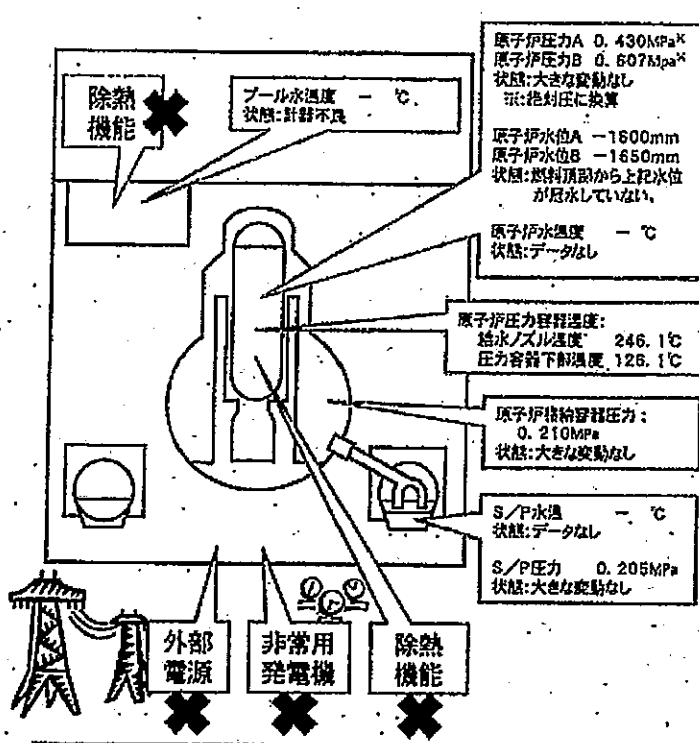 除熱
機能
プール水温度 － ℃
状態:計器不良
原子炉圧力A 0.430MPa※
原子炉圧力B 0.607Mpa※
状態:大きな変動なし
※:絶対圧に換算
原子炉水位A －1600mm
原子炉水位B －1650mm
状態:燃料頂部から上記水位
が冠水していない。
原子炉水温度 － ℃
状態:データなし
原子炉圧力容器温度:
給水ノズル温度 246.1℃
圧力容器下部温度 126.1℃
原子炉格納容器圧力:
0.210MPa
状態:大きな変動なし
S/P水温 － ℃
状態:データなし
S/P圧力 0.205MPa
状態:大きな変動なし
外部
電源
非常用
発電機
除熱
機能